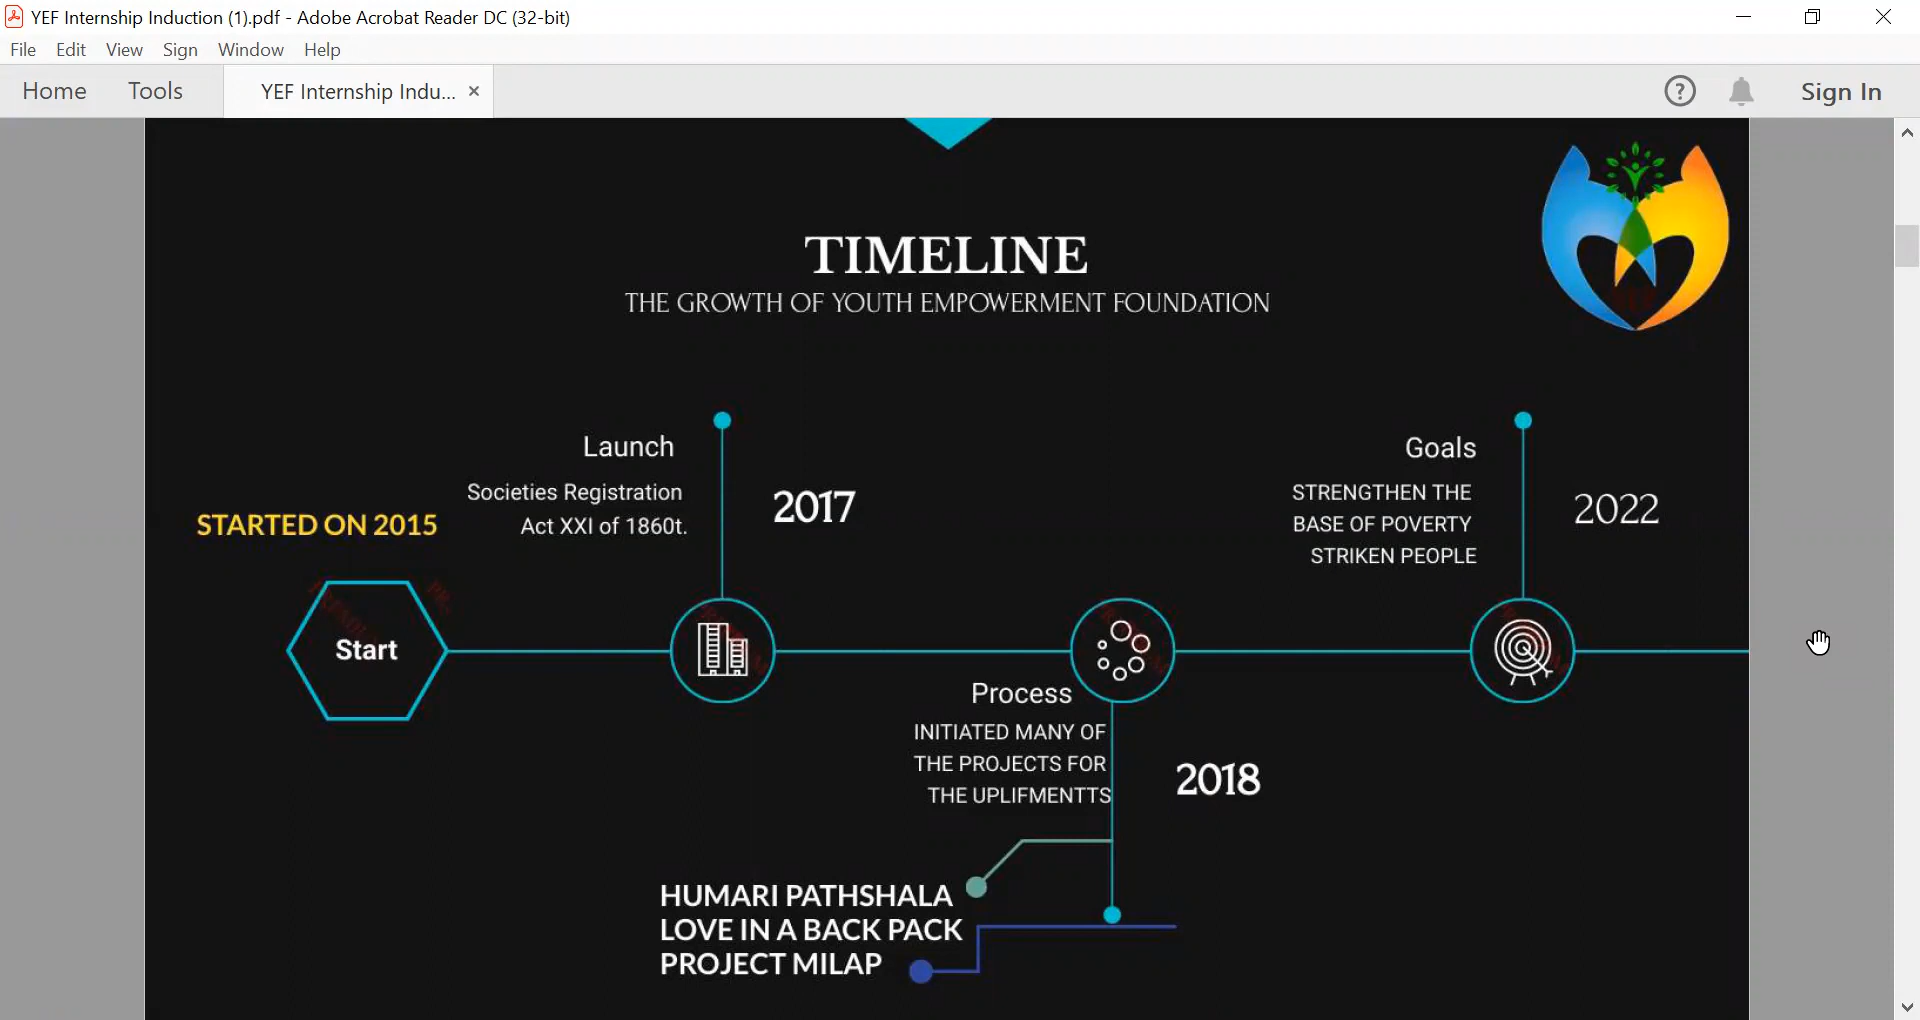 YEF Internship Induction (1).pdf - Adobe Acrobat Reader DC (32-bit)
File Edit View Sign Window Help
Home Tools YEF Internship Indu... × ? Sign In
TIMELINE
THE GROWTH OF YOUTH EMPOWERMENT FOUNDATION
STARTED ON 2015
Start
Launch
Societies Registration
Act XXI of 1860t.
2017
Process
INITIATED MANY OF
THE PROJECTS FOR
THE UPLIFMENTTS
2018
HUMARI PATHSHALA
LOVE IN A BACK PACK
PROJECT MILAP
Goals
STRENGTHEN THE
BASE OF POVERTY
STRIKEN PEOPLE
2022